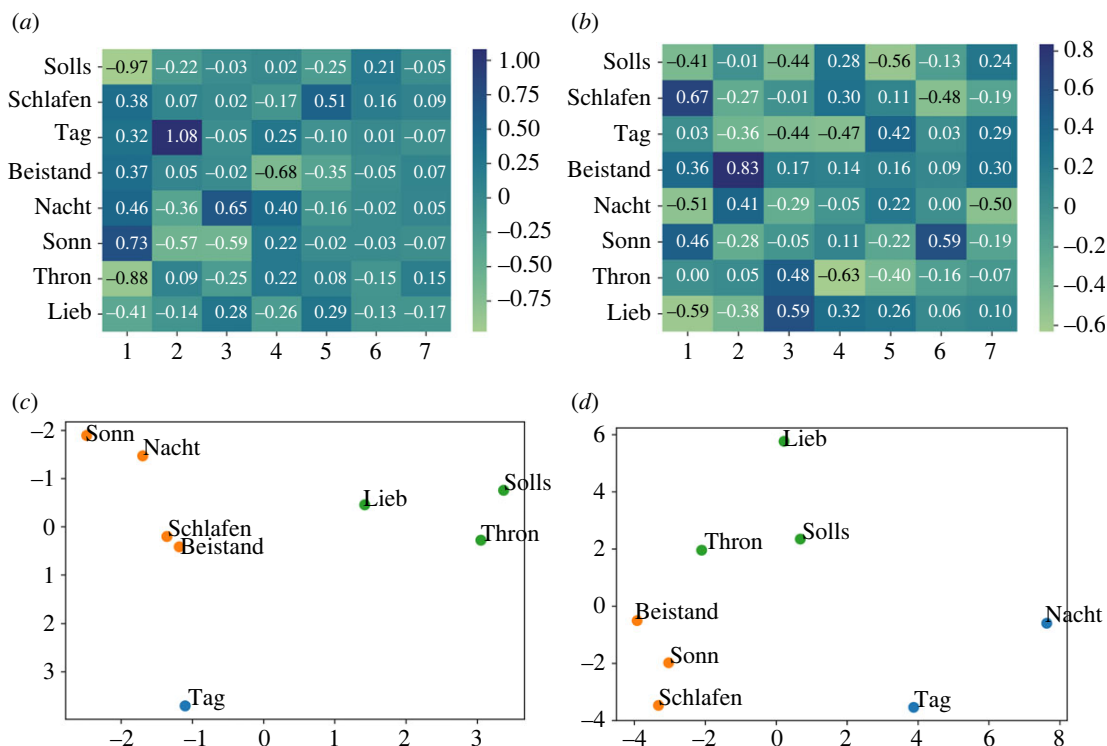 (a) (b)
Solls –0.97 –0.22 –0.03 0.02 –0.25 0.21 –0.05
Schlafen 0.38 0.07 0.02 –0.17 0.51 0.16 0.09
Tag 0.32 1.08 –0.05 0.25 –0.10 0.01 –0.07
Beistand 0.37 0.05 –0.02 –0.68 –0.35 –0.05 0.07
Nacht 0.46 –0.36 0.65 0.40 –0.16 –0.02 0.05
Sonn 0.73 –0.57 –0.59 0.22 –0.02 –0.03 –0.07
Thron –0.88 0.09 –0.25 0.22 0.08 –0.15 0.15
Lieb –0.41 –0.14 0.28 –0.26 0.29 –0.13 –0.17
1 2 3 4 5 6 7
1.00
0.75
0.50
0.25
0
–0.25
–0.50
–0.75
Solls –0.41 –0.01 –0.44 0.28 –0.56 –0.13 0.24
Schlafen 0.67 –0.27 –0.01 0.30 0.11 –0.48 –0.19
Tag 0.03 –0.36 –0.44 –0.47 0.42 0.03 0.29
Beistand 0.36 0.83 0.17 0.14 0.16 0.09 0.30
Nacht –0.51 0.41 –0.29 –0.05 0.22 0.00 –0.50
Sonn 0.46 –0.28 –0.05 0.11 –0.22 0.59 –0.19
Thron 0.00 0.05 0.48 –0.63 –0.40 –0.16 –0.07
Lieb –0.59 –0.38 0.59 0.32 0.26 0.06 0.10
1 2 3 4 5 6 7
0.8
0.6
0.4
0.2
0
–0.2
–0.4
–0.6
(c)
–2
–1
0
1
2
3
Sonn
Nacht
Lieb
Solls
Schlafen
Thron
Beistand
Tag
–2 –1 0 1 2 3
(d)
6
4
2
0
–2
–4
Lieb
Solls
Thron
Beistand
Nacht
Sonn
Schlafen
Tag
–4 –2 0 2 4 6 8